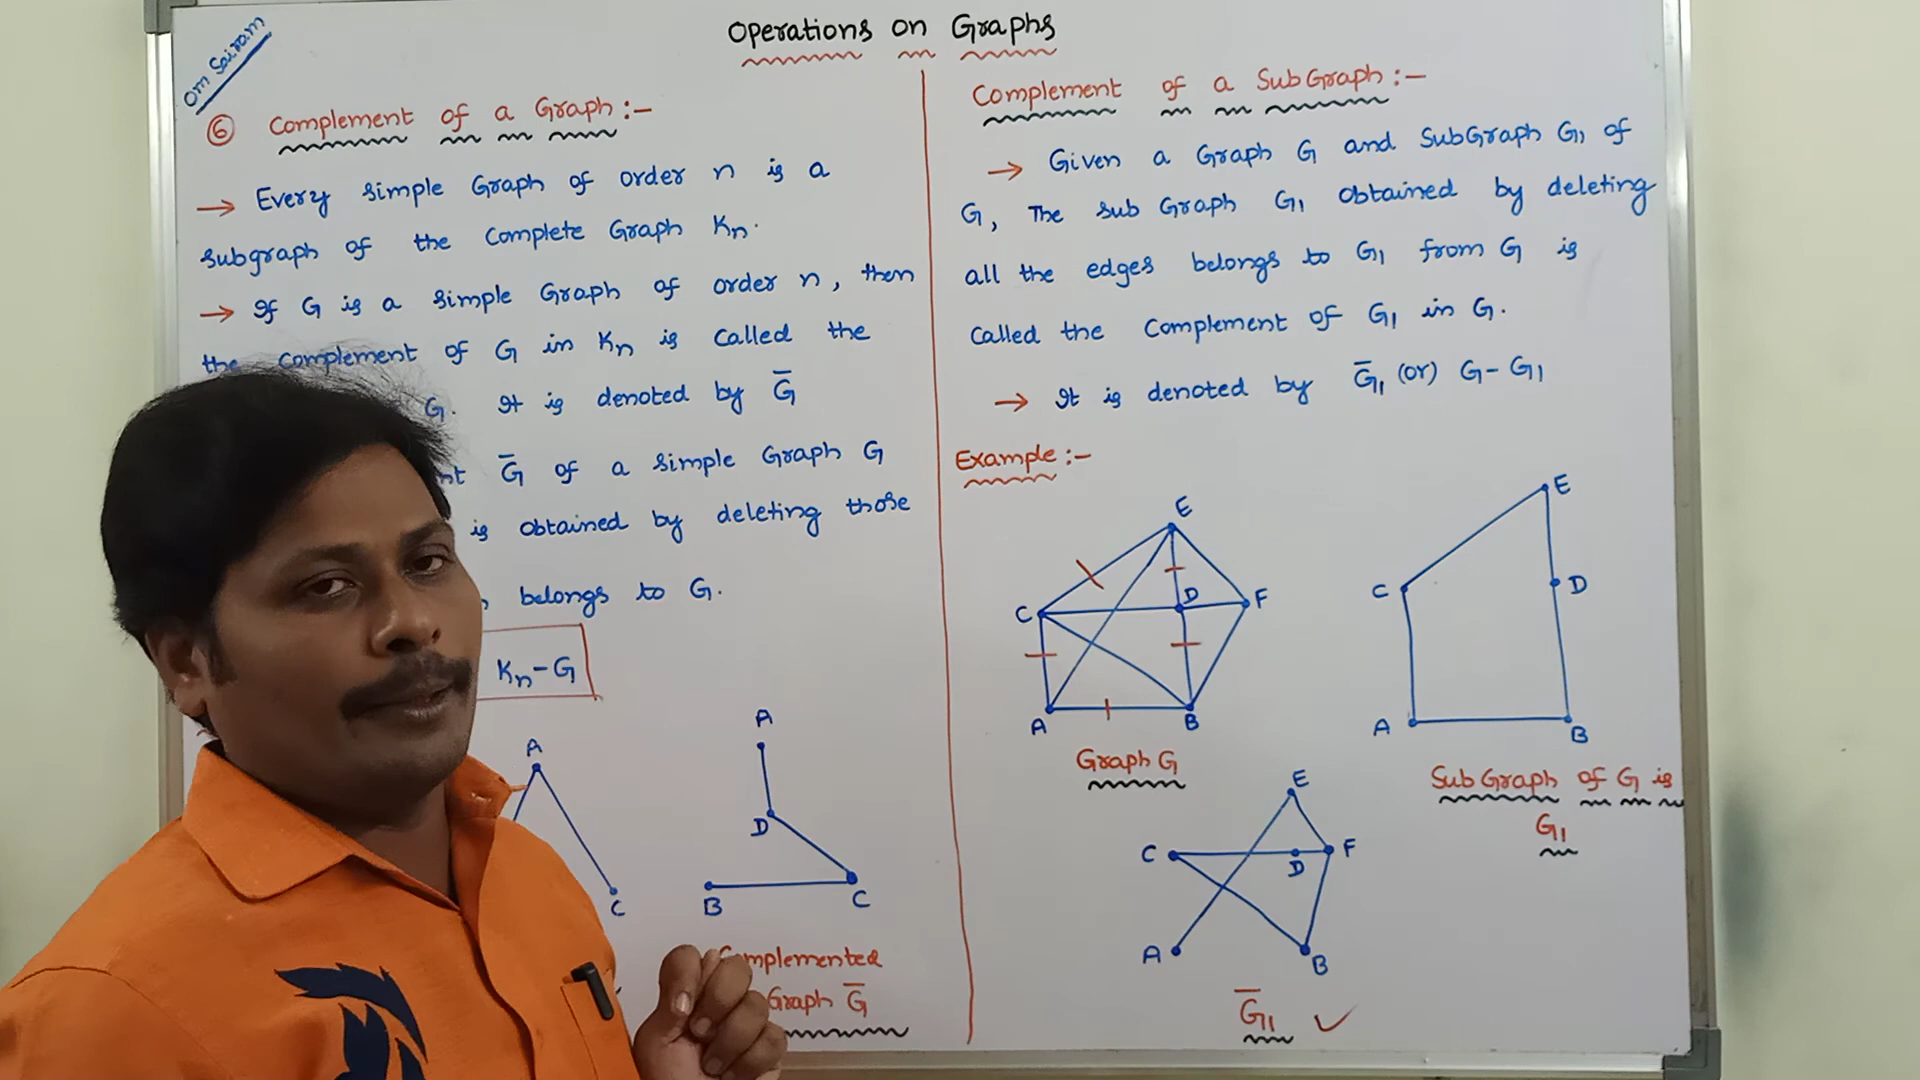 Om Sairam
Operations on Graphs
⑥ Complement of a Graph :-
→ Every simple Graph of order n is a
subgraph of the Complete Graph Kn.
→ If G is a simple Graph of order n, then
the complement of G in Kn is called the
G. It is denoted by G̅
nt G̅ of a simple Graph G
is obtained by deleting those
belongs to G.
Kn - G
A
C
A
D
B
C
mplemented
Graph G̅
Complement of a SubGraph :-
→ Given a Graph G and SubGraph G1 of
G, The Sub Graph G1 obtained by deleting
all the edges belongs to G1 from G is
Called the Complement of G1 in G.
→ It is denoted by G̅1 (or) G - G1
Example :-
E
C
D
F
A
B
Graph G
E
C
D
A
B
SubGraph of G is
G1
E
C
D
F
A
B
G̅1 ✓